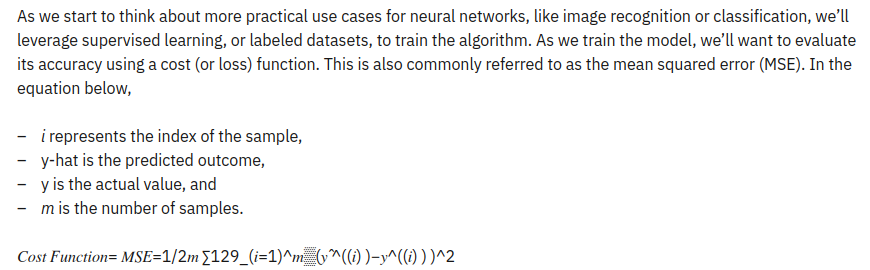 As we start to think about more practical use cases for neural networks, like image recognition or classification, we'll
leverage supervised learning, or labeled datasets, to train the algorithm. As we train the model, we'll want to evaluate
its accuracy using a cost (or loss) function. This is also commonly referred to as the mean squared error (MSE). In the
equation below,
– i represents the index of the sample,
– y-hat is the predicted outcome,
– y is the actual value, and
– m is the number of samples.
𝐶𝑜𝑠𝑡 𝐹𝑢𝑛𝑐𝑡𝑖𝑜𝑛= 𝑀𝑆𝐸=1/2𝑚 ∑129_(𝑖=1)^𝑚▒(𝑦 ̂^((𝑖) )−𝑦^((𝑖) ) )^2